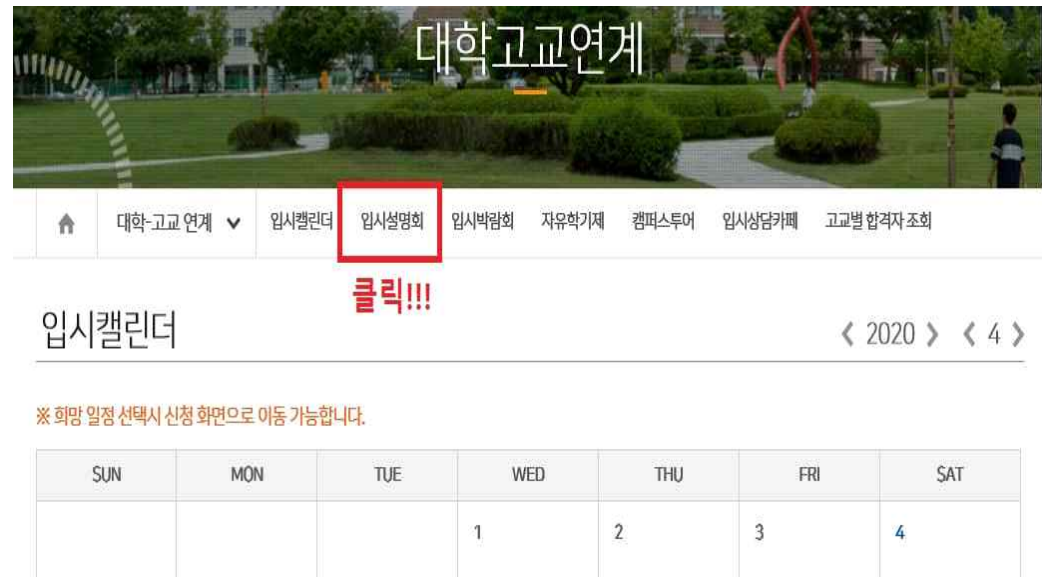 대학고교연계
대학-고교 연계 입시캘린더 입시설명회 입시박람회 자유학기제 캠퍼스투어 입시상담카페 고교별 합격자 조회
클릭!!!
입시캘린더 《 2020 》 《 4 》
※ 희망 일정 선택시 신청 화면으로 이동 가능합니다.
SUN MON TUE WED THU FRI SAT
1 2 3 4